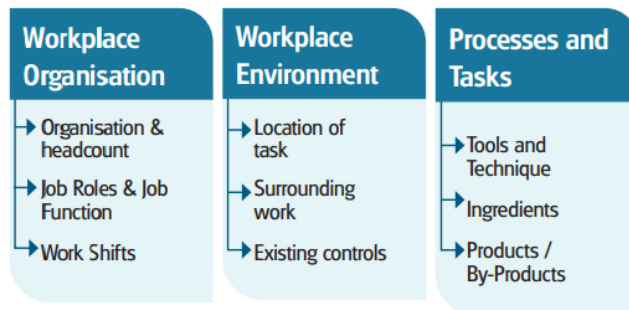 Workplace
Organisation
Organisation &
headcount
Job Roles & Job
Function
Work Shifts
Workplace
Environment
Location of
task
Surrounding
work
Existing controls
Processes and
Tasks
Tools and
Technique
Ingredients
Products /
By-Products